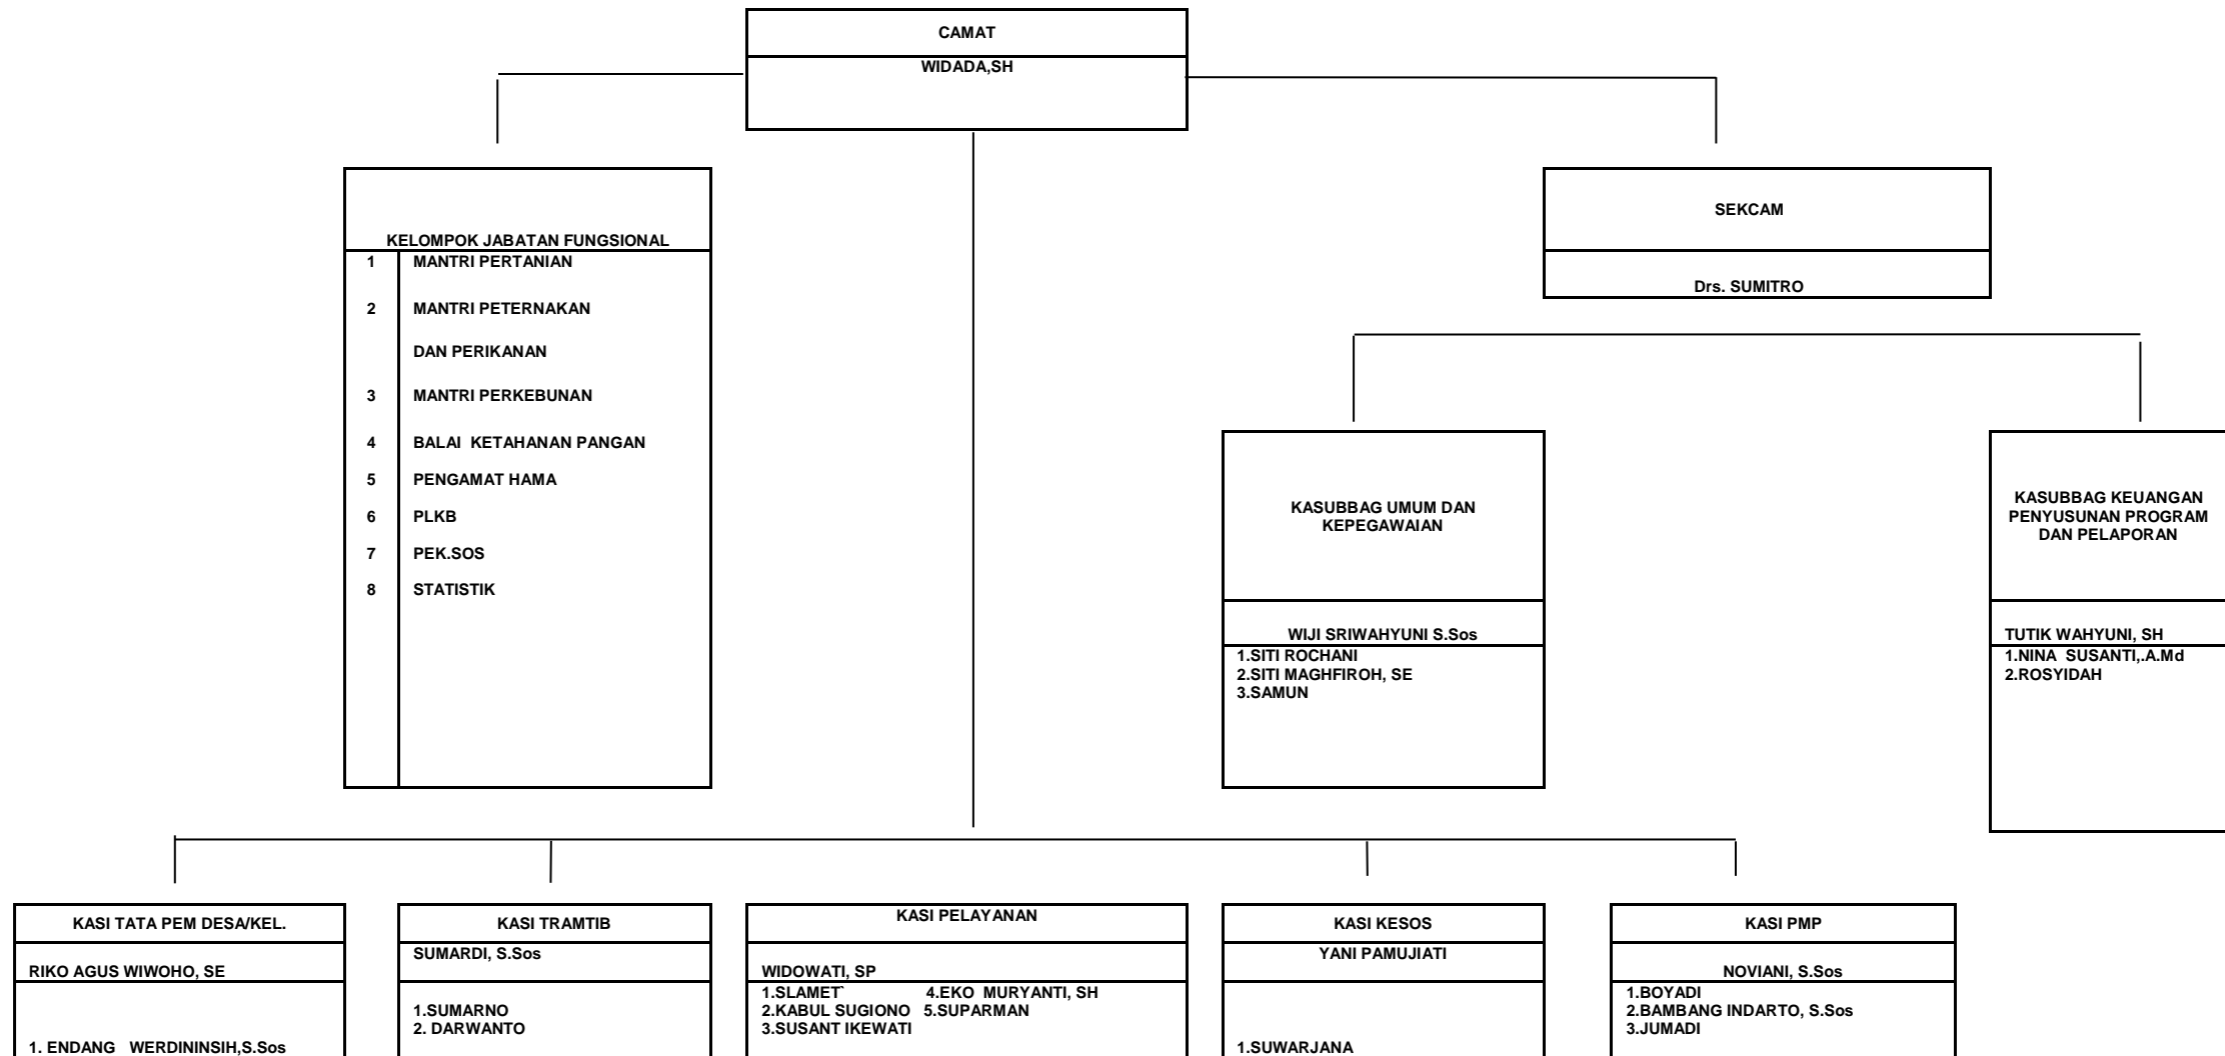 CAMAT
WIDADA,SH
KELOMPOK JABATAN FUNGSIONAL
1 MANTRI PERTANIAN
2 MANTRI PETERNAKAN
DAN PERIKANAN
3 MANTRI PERKEBUNAN
4 BALAI KETAHANAN PANGAN
5 PENGAMAT HAMA
6 PLKB
7 PEK.SOS
8 STATISTIK
SEKCAM
Drs. SUMITRO
KASUBBAG UMUM DAN
KEPEGAWAIAN
WIJI SRIWAHYUNI S.Sos
1.SITI ROCHANI
2.SITI MAGHFIROH, SE
3.SAMUN
KASUBBAG KEUANGAN
PENYUSUNAN PROGRAM
DAN PELAPORAN
TUTIK WAHYUNI, SH
1.NINA SUSANTI,.A.Md
2.ROSYIDAH
KASI TATA PEM DESA/KEL.
RIKO AGUS WIWOHO, SE
1. ENDANG WERDININSIH,S.Sos
KASI TRAMTIB
SUMARDI, S.Sos
1.SUMARNO
2. DARWANTO
KASI PELAYANAN
WIDOWATI, SP
1.SLAMET` 4.EKO MURYANTI, SH
2.KABUL SUGIONO 5.SUPARMAN
3.SUSANT IKEWATI
KASI KESOS
YANI PAMUJIATI
1.SUWARJANA
KASI PMP
NOVIANI, S.Sos
1.BOYADI
2.BAMBANG INDARTO, S.Sos
3.JUMADI